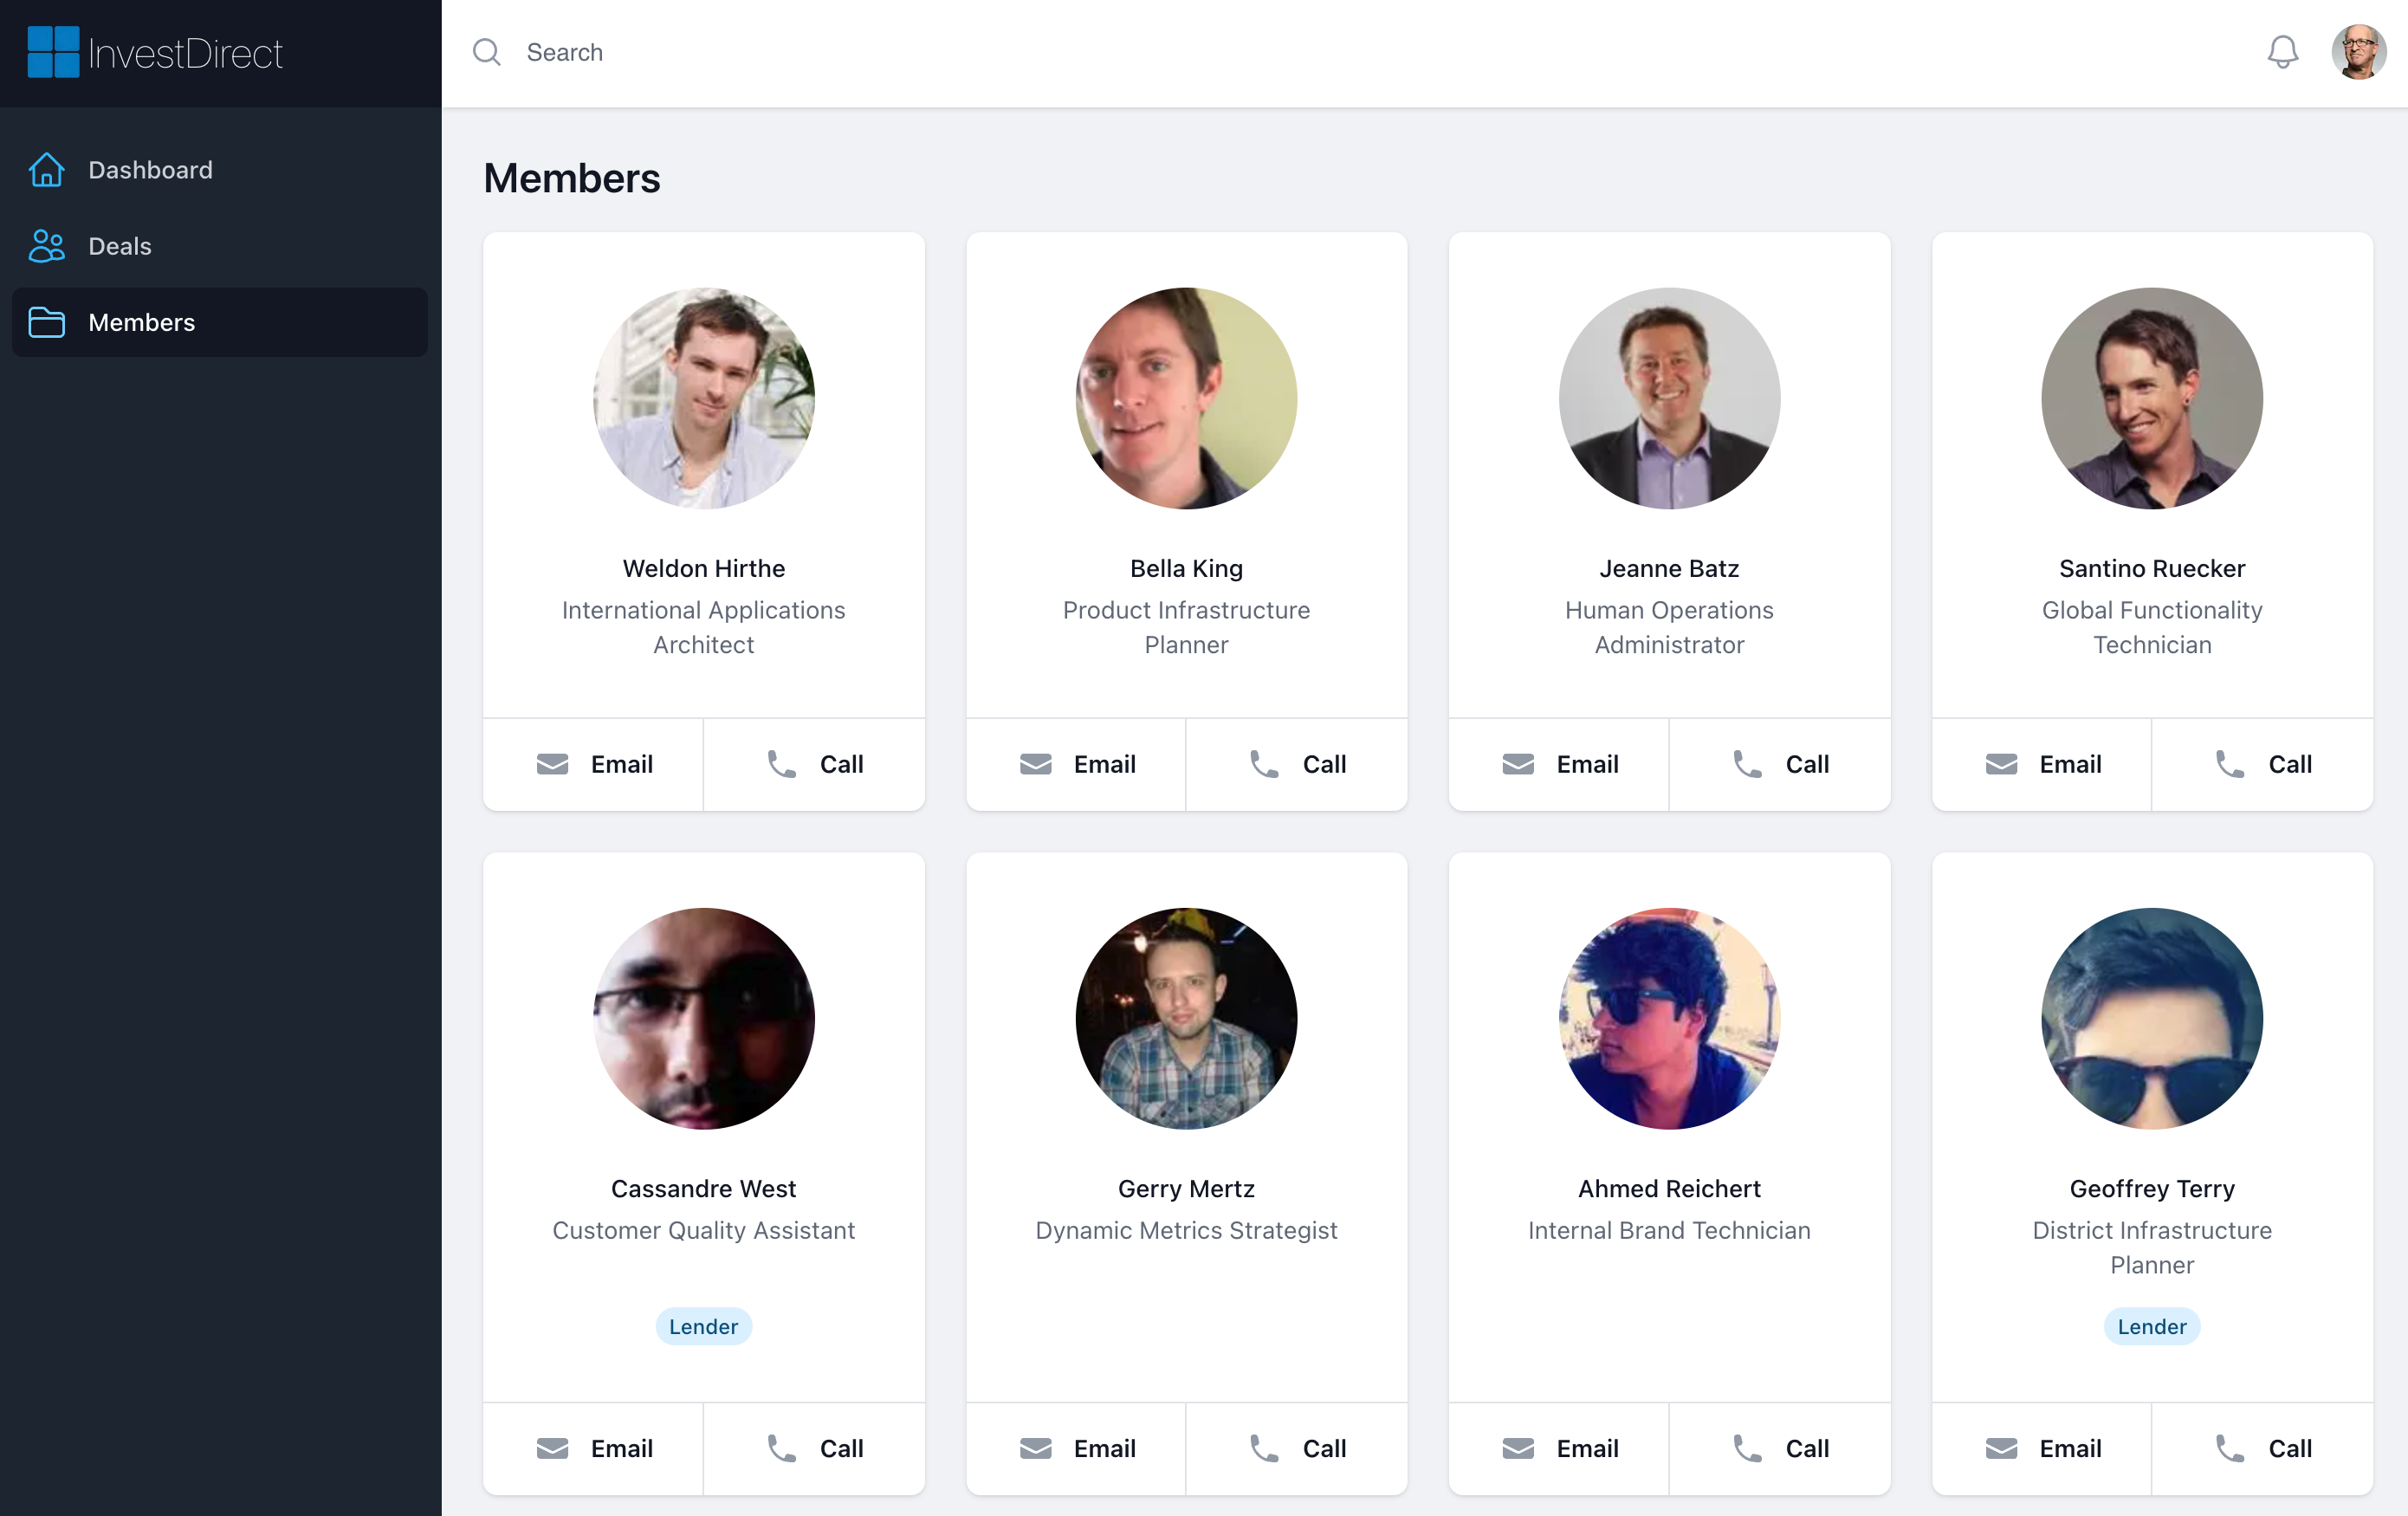 InvestDirect
Search
Dashboard
Deals
Members
Members
Weldon Hirthe
International Applications
Architect
Email
Call
Bella King
Product Infrastructure
Planner
Email
Call
Jeanne Batz
Human Operations
Administrator
Email
Call
Santino Ruecker
Global Functionality
Technician
Email
Call
Cassandre West
Customer Quality Assistant
Lender
Email
Call
Gerry Mertz
Dynamic Metrics Strategist
Email
Call
Ahmed Reichert
Internal Brand Technician
Email
Call
Geoffrey Terry
District Infrastructure
Planner
Lender
Email
Call